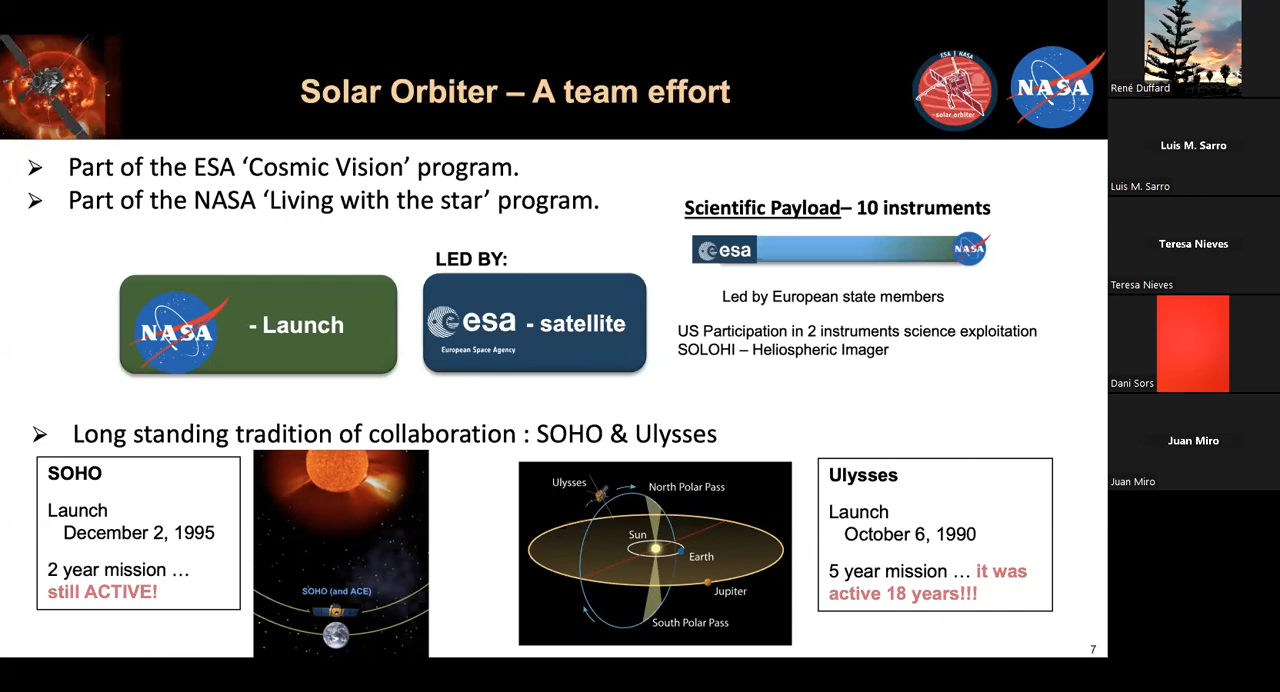 Solar Orbiter – A team effort
ESA | NASA
solar orbiter
NASA
Part of the ESA ‘Cosmic Vision’ program.
Part of the NASA ‘Living with the star’ program.
LED BY:
NASA
- Launch
esa
European Space Agency
- satellite
Scientific Payload– 10 instruments
esa
NASA
Led by European state members
US Participation in 2 instruments science exploitation
SOLOHI – Heliospheric Imager
Long standing tradition of collaboration : SOHO & Ulysses
SOHO
Launch
December 2, 1995
2 year mission …
still ACTIVE!
SOHO (and ACE)
Ulysses
North Polar Pass
Sun
Earth
Jupiter
South Polar Pass
Ulysses
Launch
October 6, 1990
5 year mission … it was
active 18 years!!!
7
René Duffard
Luis M. Sarro
Luis M. Sarro
Teresa Nieves
Teresa Nieves
Dani Sors
Juan Miro
Juan Miro